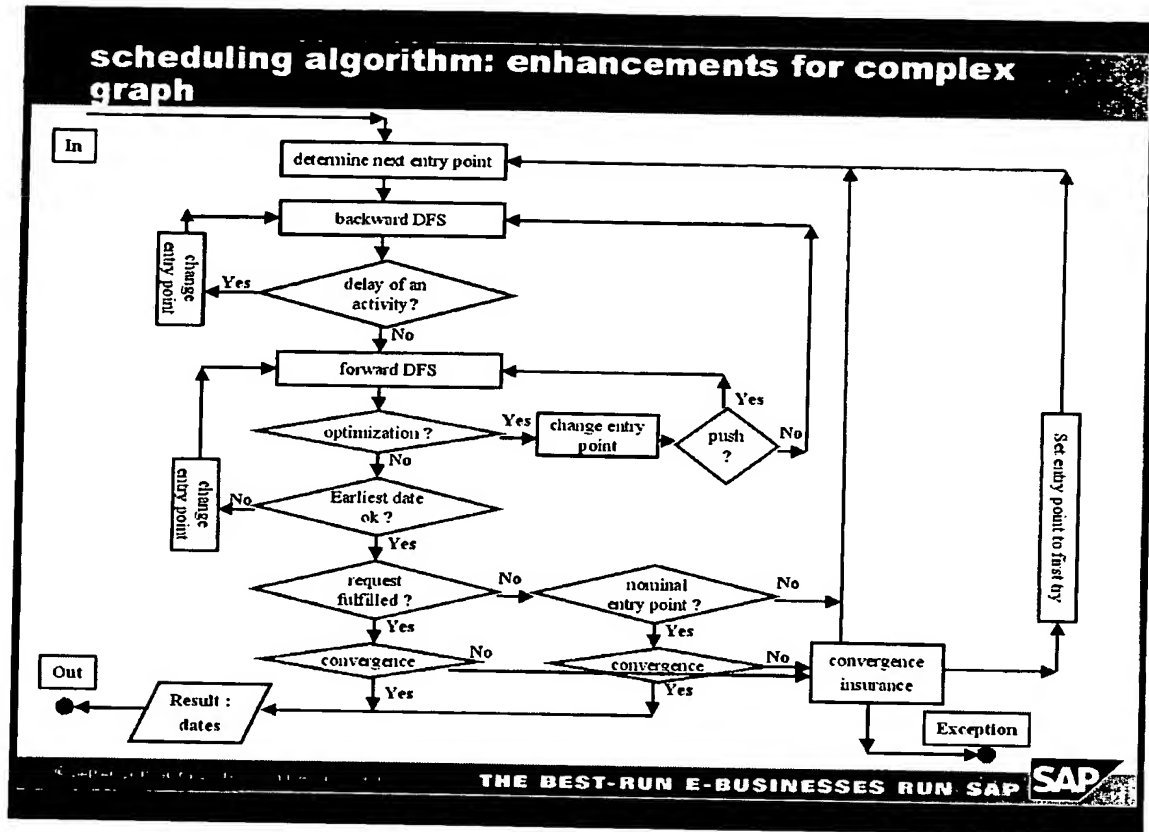 scheduling algorithm: enhancements for complex
graph
In
determine next entry point
backward DFS
change
entry point
Yes
delay of an
activity?
No
forward DFS
Yes
optimization ?
Yes
change entry
point
push
?
No
No
change
entry point
No
Earliest date
ok ?
Yes
Set entry point to first try
request
fulfilled ?
No
nominal
entry point ?
No
Yes
Yes
convergence
No
convergence
No
convergence
insurance
Out
Yes
Yes
Result :
dates
Exception
THE BEST-RUN E-BUSINESSES RUN SAP
SAP